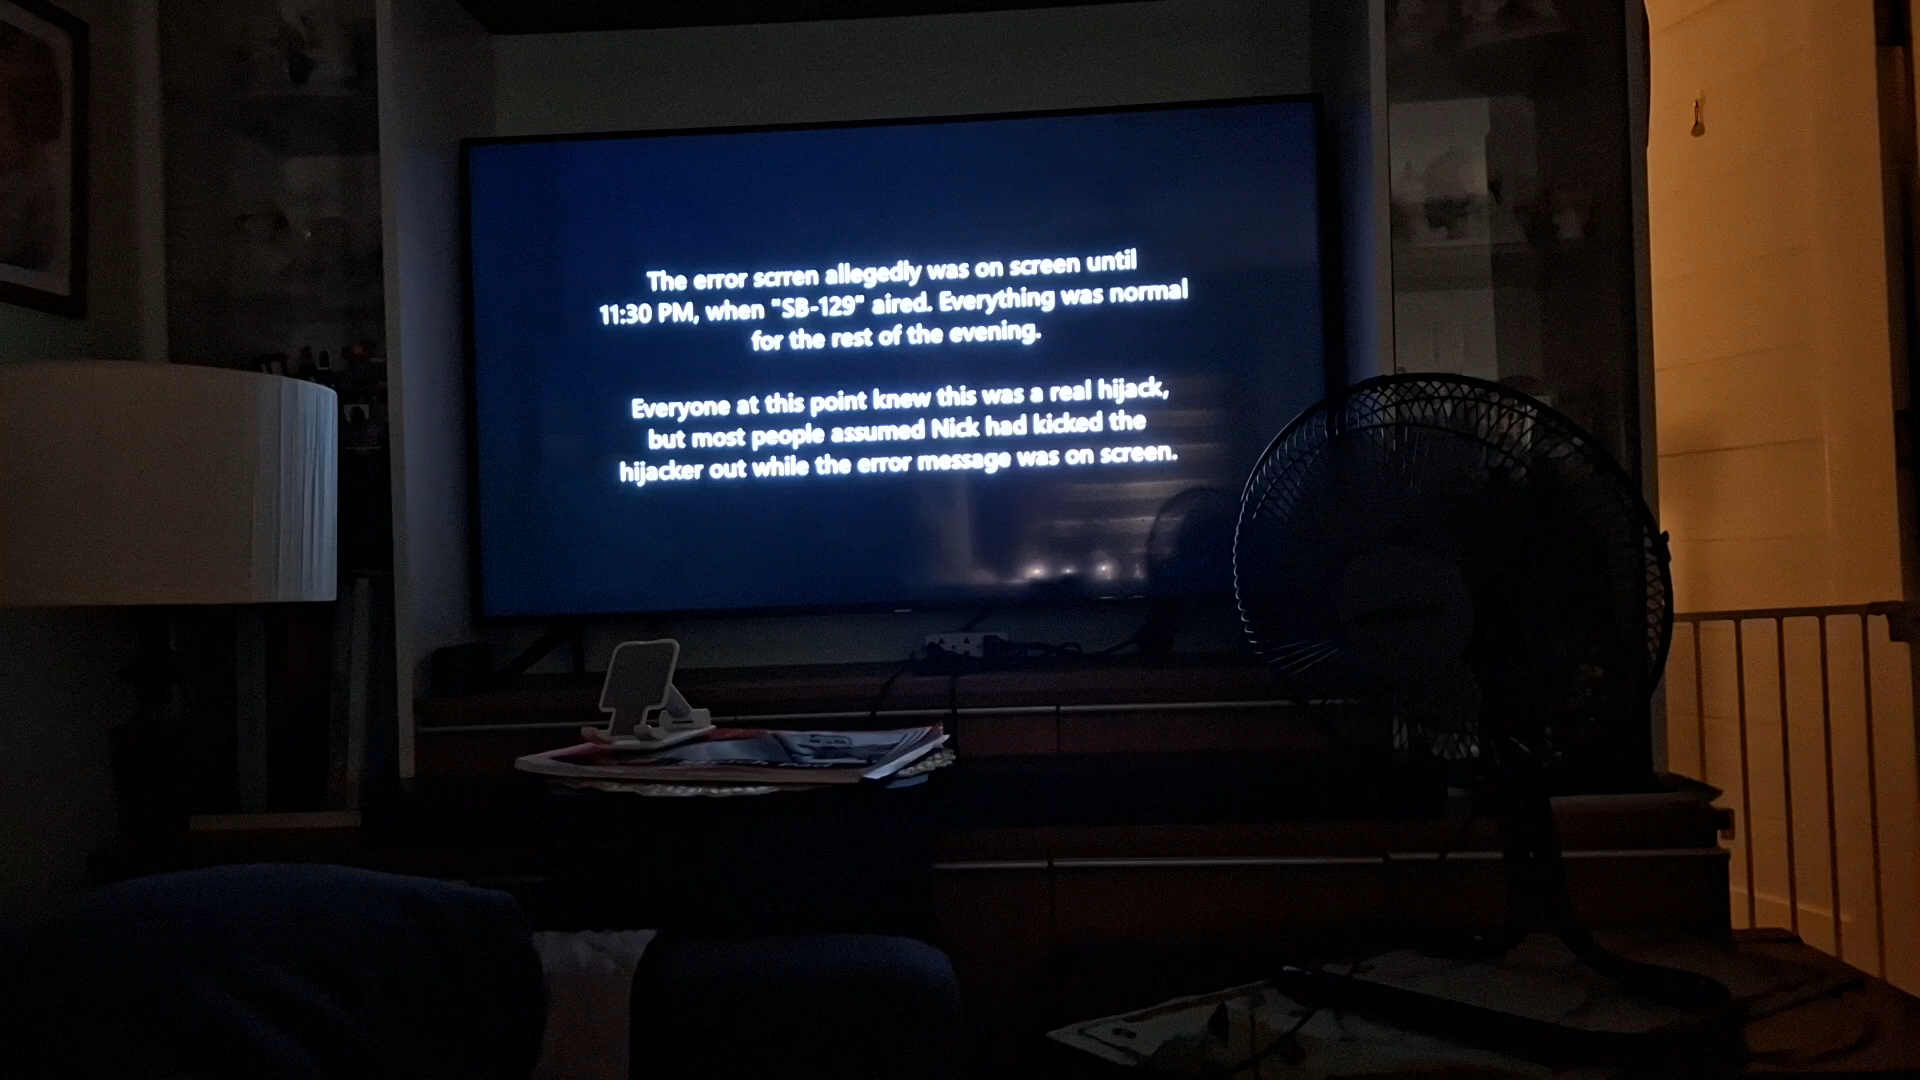 The error scrren allegedly was on screen until
11:30 PM, when "SB-129" aired. Everything was normal
for the rest of the evening.
Everyone at this point knew this was a real hijack,
but most people assumed Nick had kicked the
hijacker out while the error message was on screen.